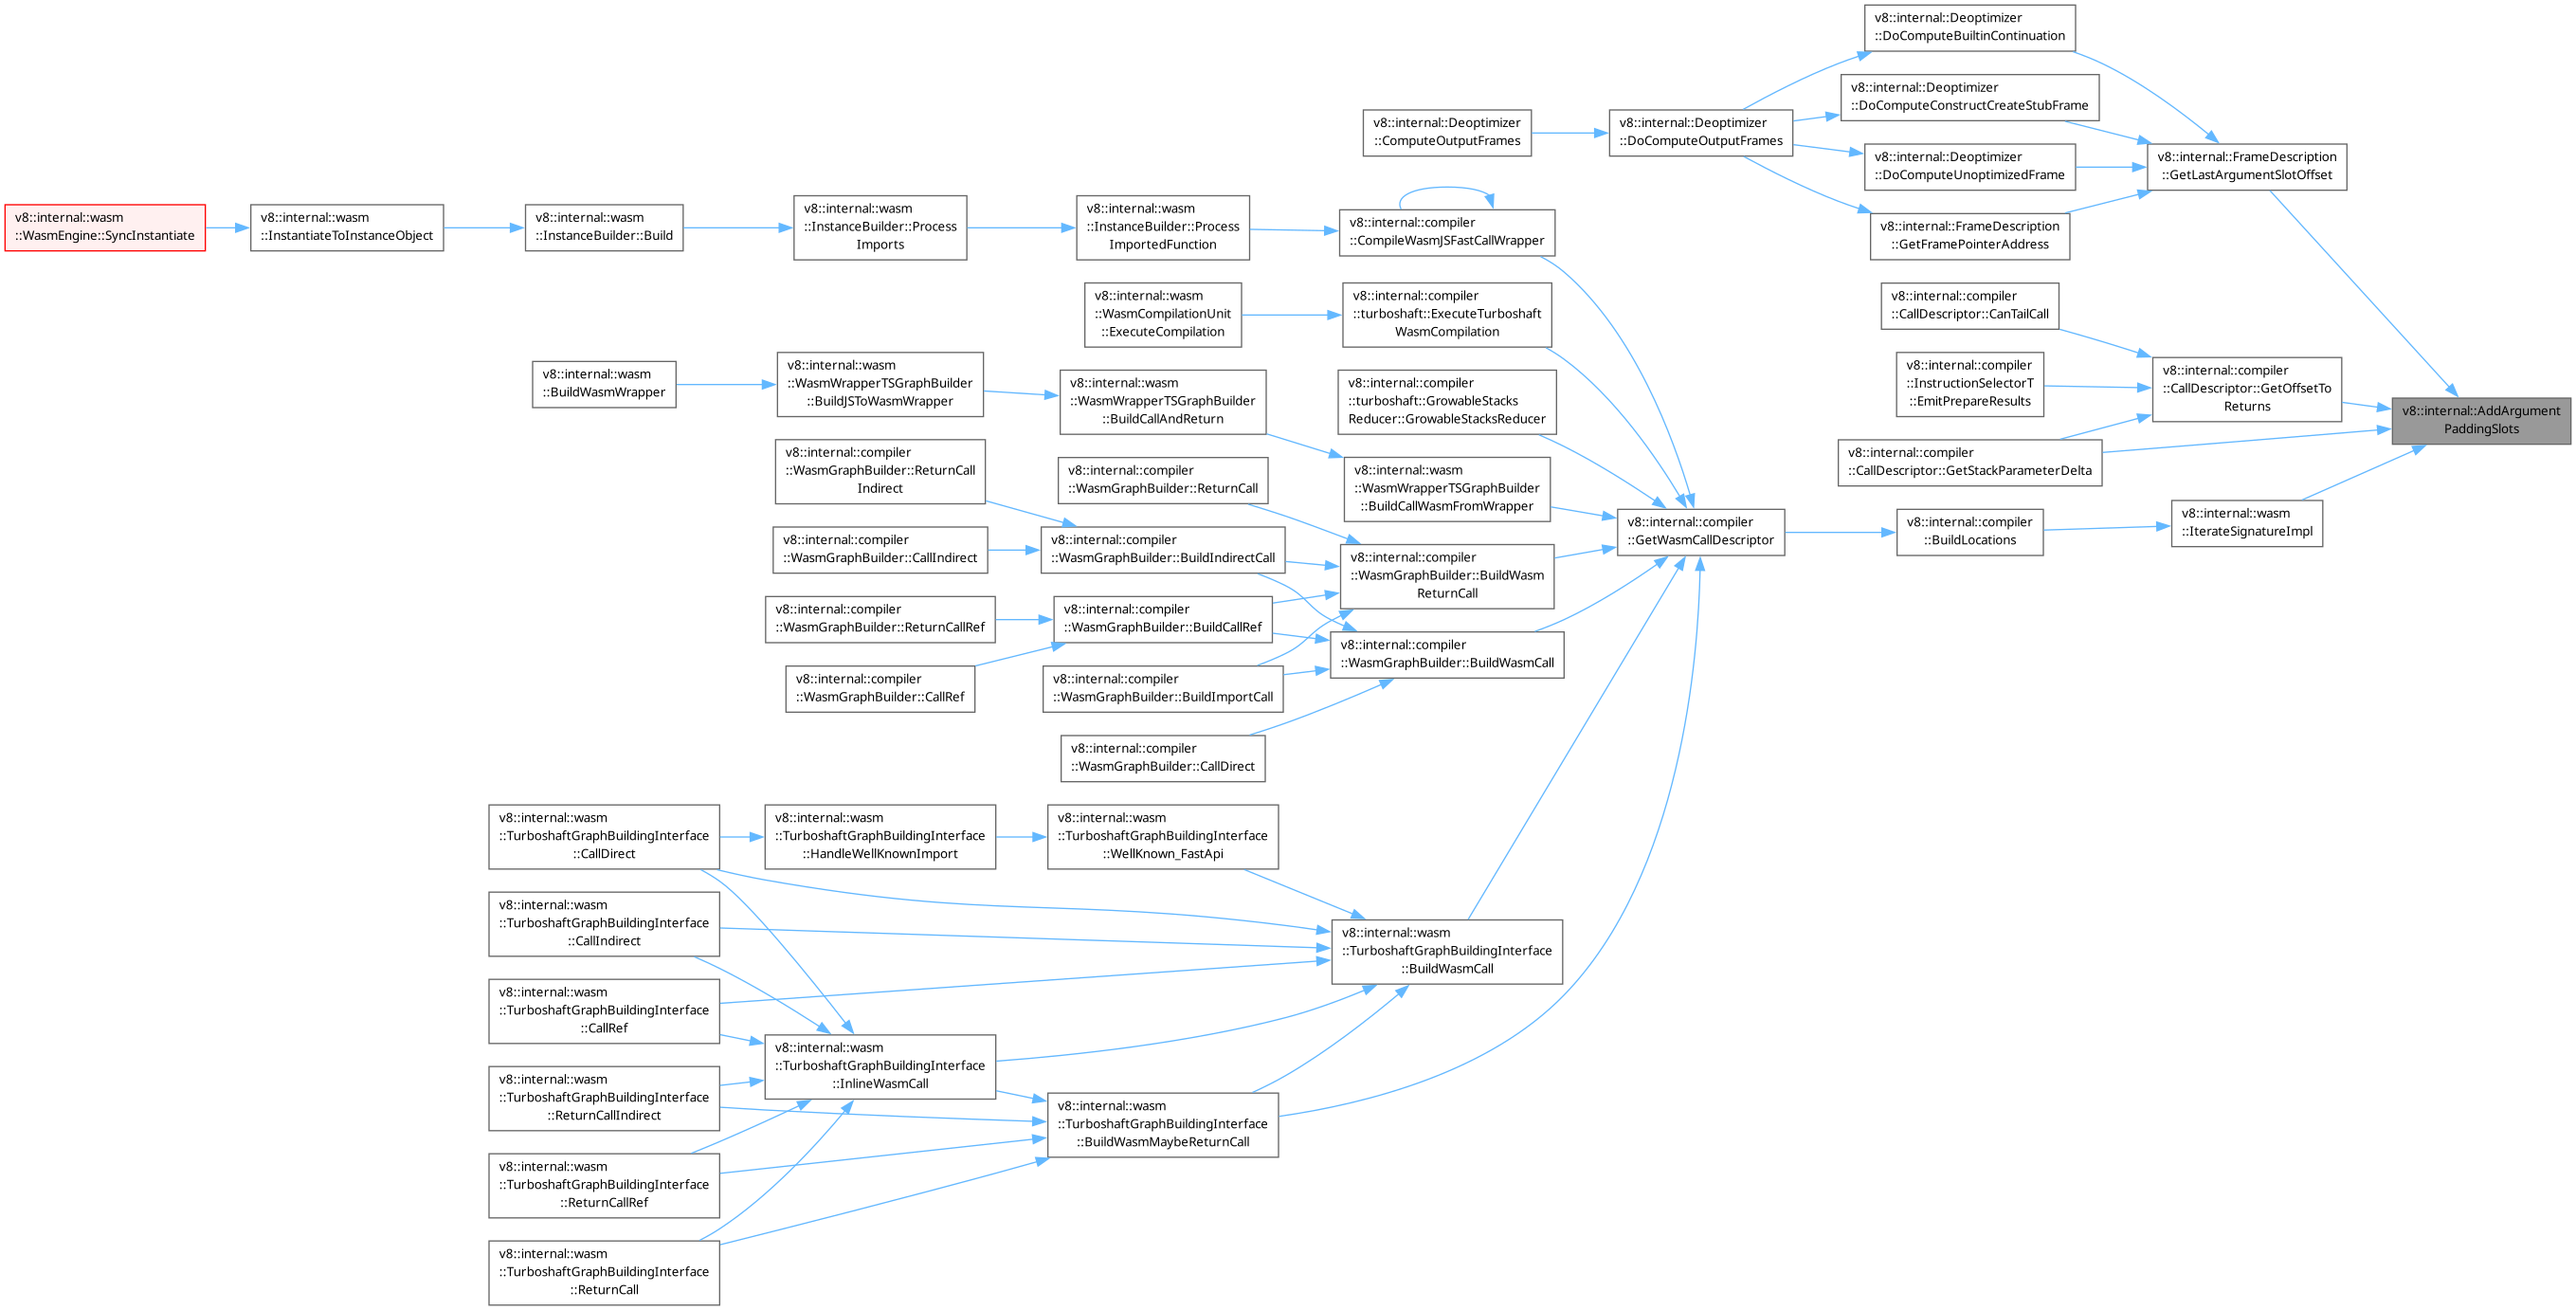 v8::internal::Deoptimizer
::DoComputeBuiltinContinuation
v8::internal::Deoptimizer
::DoComputeConstructCreateStubFrame
v8::internal::Deoptimizer
::ComputeOutputFrames
v8::internal::Deoptimizer
::DoComputeOutputFrames
v8::internal::Deoptimizer
::DoComputeUnoptimizedFrame
v8::internal::FrameDescription
::GetLastArgumentSlotOffset
v8::internal::FrameDescription
::GetFramePointerAddress
v8::internal::wasm
::WasmEngine::SyncInstantiate
v8::internal::wasm
::InstantiateToInstanceObject
v8::internal::wasm
::InstanceBuilder::Build
v8::internal::wasm
::InstanceBuilder::Process
Imports
v8::internal::wasm
::InstanceBuilder::Process
ImportedFunction
v8::internal::compiler
::CompileWasmJSFastCallWrapper
v8::internal::wasm
::WasmCompilationUnit
::ExecuteCompilation
v8::internal::compiler
::turboshaft::ExecuteTurboshaft
WasmCompilation
v8::internal::compiler
::CallDescriptor::CanTailCall
v8::internal::compiler
::InstructionSelectorT
::EmitPrepareResults
v8::internal::compiler
::CallDescriptor::GetOffsetTo
Returns
v8::internal::AddArgument
PaddingSlots
v8::internal::compiler
::CallDescriptor::GetStackParameterDelta
v8::internal::wasm
::BuildWasmWrapper
v8::internal::wasm
::WasmWrapperTSGraphBuilder
::BuildJSToWasmWrapper
v8::internal::wasm
::WasmWrapperTSGraphBuilder
::BuildCallAndReturn
v8::internal::compiler
::turboshaft::GrowableStacks
Reducer::GrowableStacksReducer
v8::internal::compiler
::WasmGraphBuilder::ReturnCall
Indirect
v8::internal::compiler
::WasmGraphBuilder::ReturnCall
v8::internal::wasm
::WasmWrapperTSGraphBuilder
::BuildCallWasmFromWrapper
v8::internal::compiler
::GetWasmCallDescriptor
v8::internal::compiler
::BuildLocations
v8::internal::wasm
::IterateSignatureImpl
v8::internal::compiler
::WasmGraphBuilder::CallIndirect
v8::internal::compiler
::WasmGraphBuilder::BuildIndirectCall
v8::internal::compiler
::WasmGraphBuilder::BuildWasm
ReturnCall
v8::internal::compiler
::WasmGraphBuilder::ReturnCallRef
v8::internal::compiler
::WasmGraphBuilder::BuildCallRef
v8::internal::compiler
::WasmGraphBuilder::BuildWasmCall
v8::internal::compiler
::WasmGraphBuilder::CallRef
v8::internal::compiler
::WasmGraphBuilder::BuildImportCall
v8::internal::compiler
::WasmGraphBuilder::CallDirect
v8::internal::wasm
::TurboshaftGraphBuildingInterface
::CallDirect
v8::internal::wasm
::TurboshaftGraphBuildingInterface
::HandleWellKnownImport
v8::internal::wasm
::TurboshaftGraphBuildingInterface
::WellKnown_FastApi
v8::internal::wasm
::TurboshaftGraphBuildingInterface
::CallIndirect
v8::internal::wasm
::TurboshaftGraphBuildingInterface
::BuildWasmCall
v8::internal::wasm
::TurboshaftGraphBuildingInterface
::CallRef
v8::internal::wasm
::TurboshaftGraphBuildingInterface
::InlineWasmCall
v8::internal::wasm
::TurboshaftGraphBuildingInterface
::ReturnCallIndirect
v8::internal::wasm
::TurboshaftGraphBuildingInterface
::BuildWasmMaybeReturnCall
v8::internal::wasm
::TurboshaftGraphBuildingInterface
::ReturnCallRef
v8::internal::wasm
::TurboshaftGraphBuildingInterface
::ReturnCall